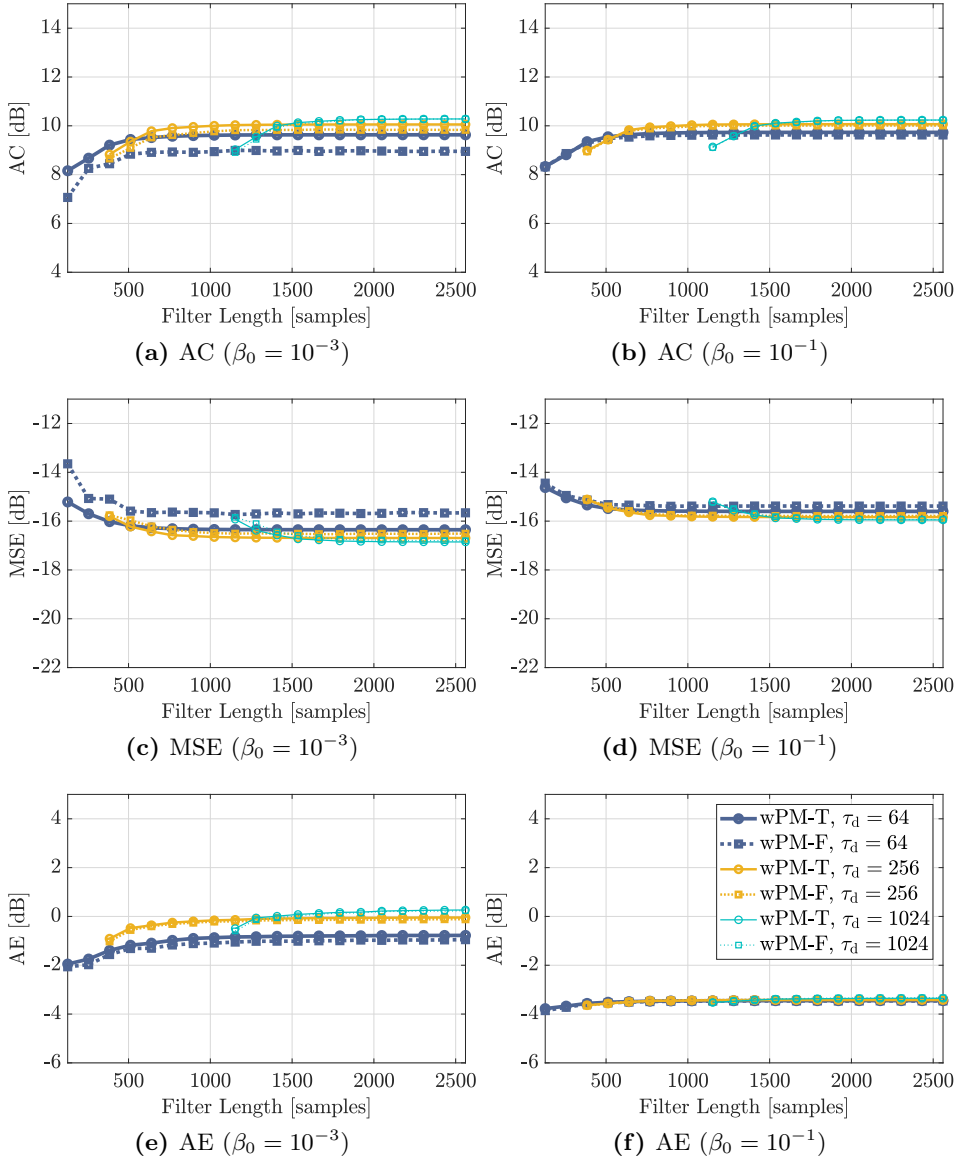 14
12
10
8
6
4
AC [dB]
500 1000 1500 2000 2500
Filter Length [samples]
(a) AC (β₀ = 10⁻³)
14
12
10
8
6
4
AC [dB]
500 1000 1500 2000 2500
Filter Length [samples]
(b) AC (β₀ = 10⁻¹)
-12
-14
-16
-18
-20
-22
MSE [dB]
500 1000 1500 2000 2500
Filter Length [samples]
(c) MSE (β₀ = 10⁻³)
-12
-14
-16
-18
-20
-22
MSE [dB]
500 1000 1500 2000 2500
Filter Length [samples]
(d) MSE (β₀ = 10⁻¹)
4
2
0
-2
-4
-6
AE [dB]
500 1000 1500 2000 2500
Filter Length [samples]
(e) AE (β₀ = 10⁻³)
4
2
0
-2
-4
-6
AE [dB]
wPM-T, τ_d = 64
wPM-F, τ_d = 64
wPM-T, τ_d = 256
wPM-F, τ_d = 256
wPM-T, τ_d = 1024
wPM-F, τ_d = 1024
500 1000 1500 2000 2500
Filter Length [samples]
(f) AE (β₀ = 10⁻¹)